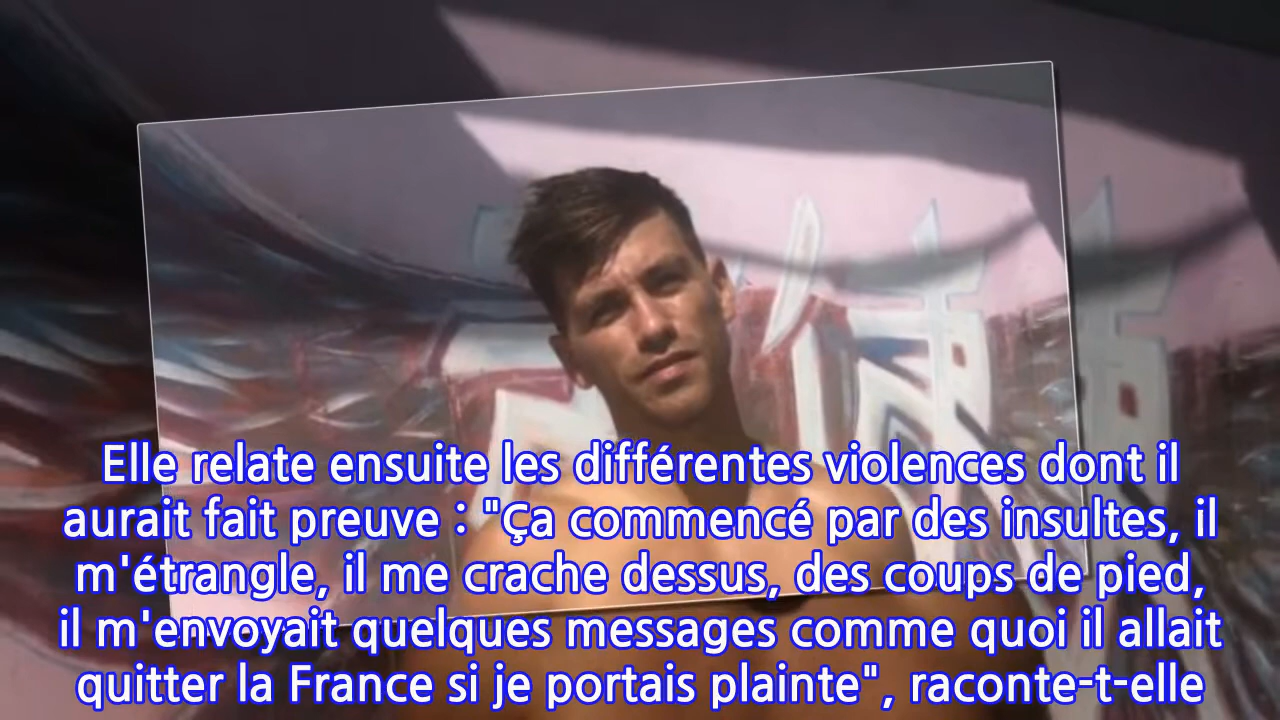 Elle relate ensuite les différentes violences dont il
aurait fait preuve : "Ça commencé par des insultes, il
m'étrangle, il me crache dessus, des coups de pied,
il m'envoyait quelques messages comme quoi il allait
quitter la France si je portais plainte", raconte-t-elle